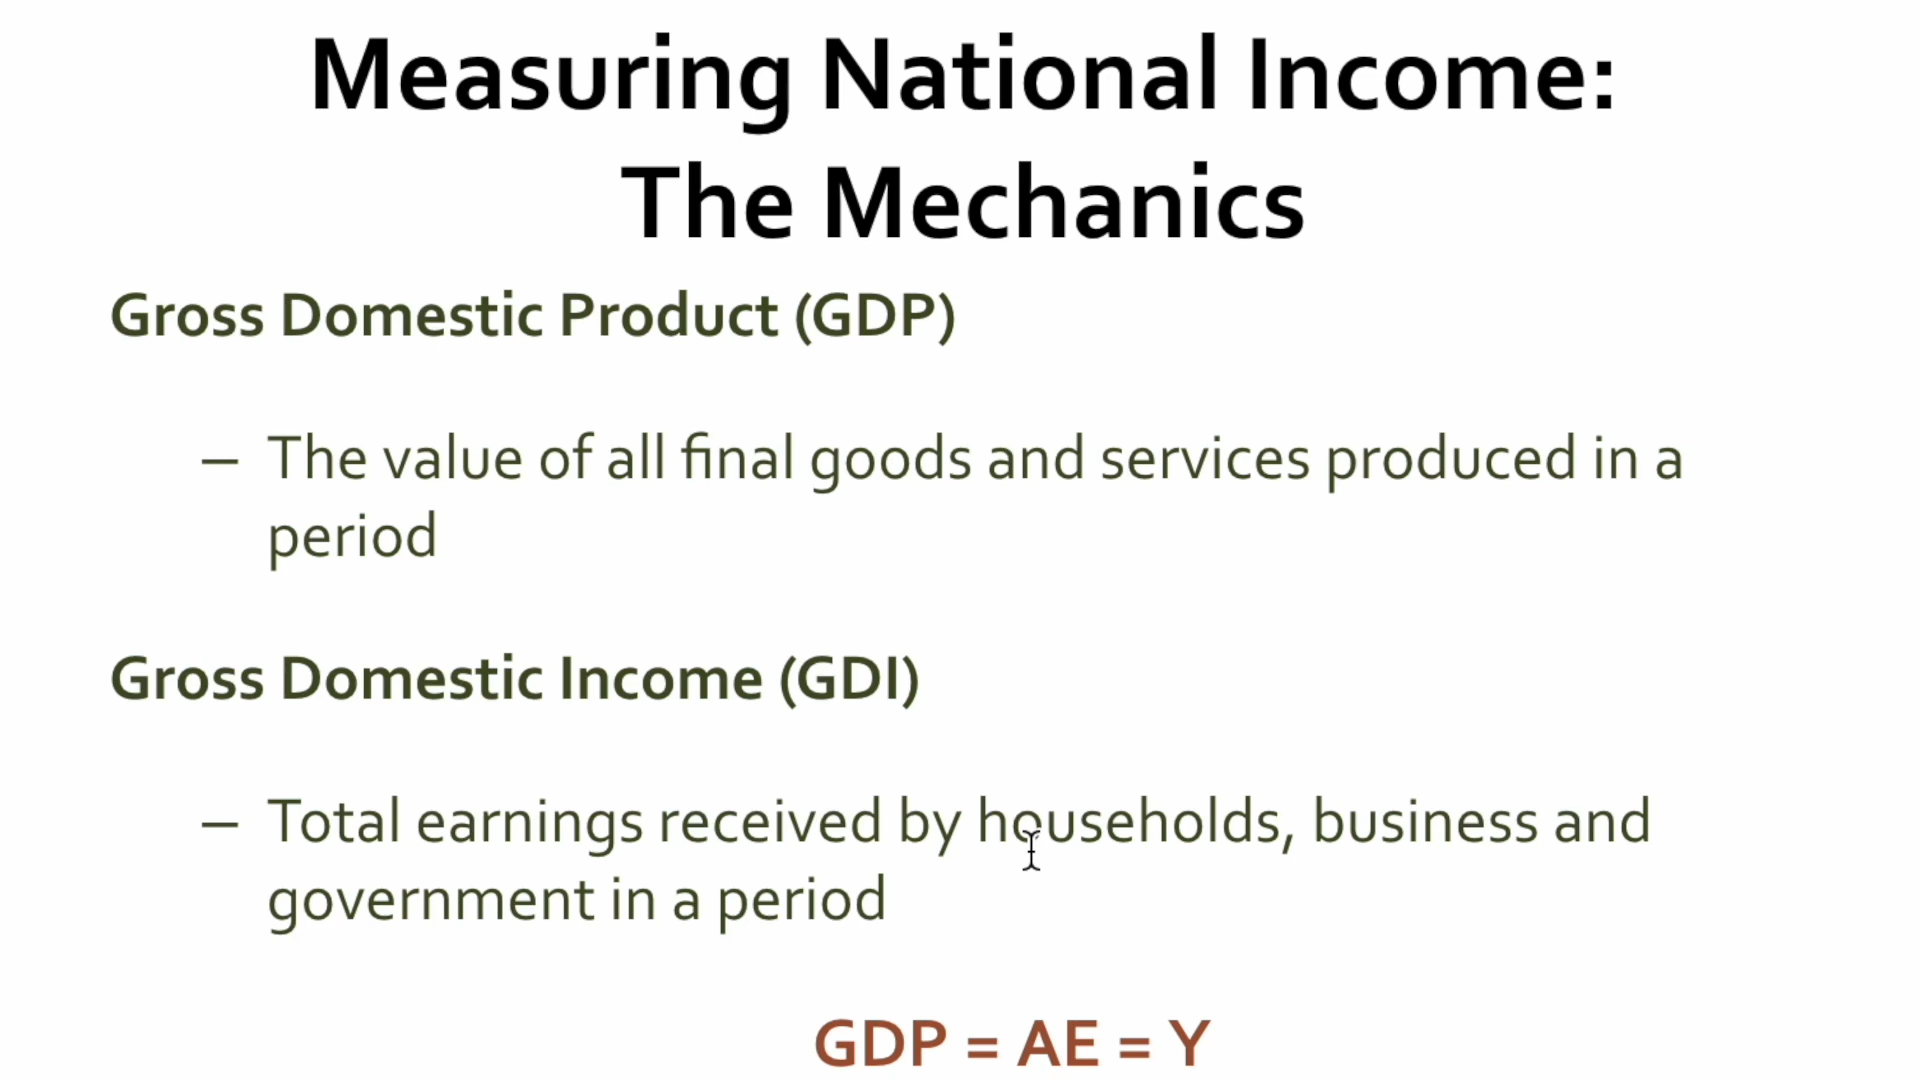 Measuring National Income:
The Mechanics
Gross Domestic Product (GDP)
– The value of all final goods and services produced in a
period
Gross Domestic Income (GDI)
– Total earnings received by households, business and
government in a period
GDP = AE = Y